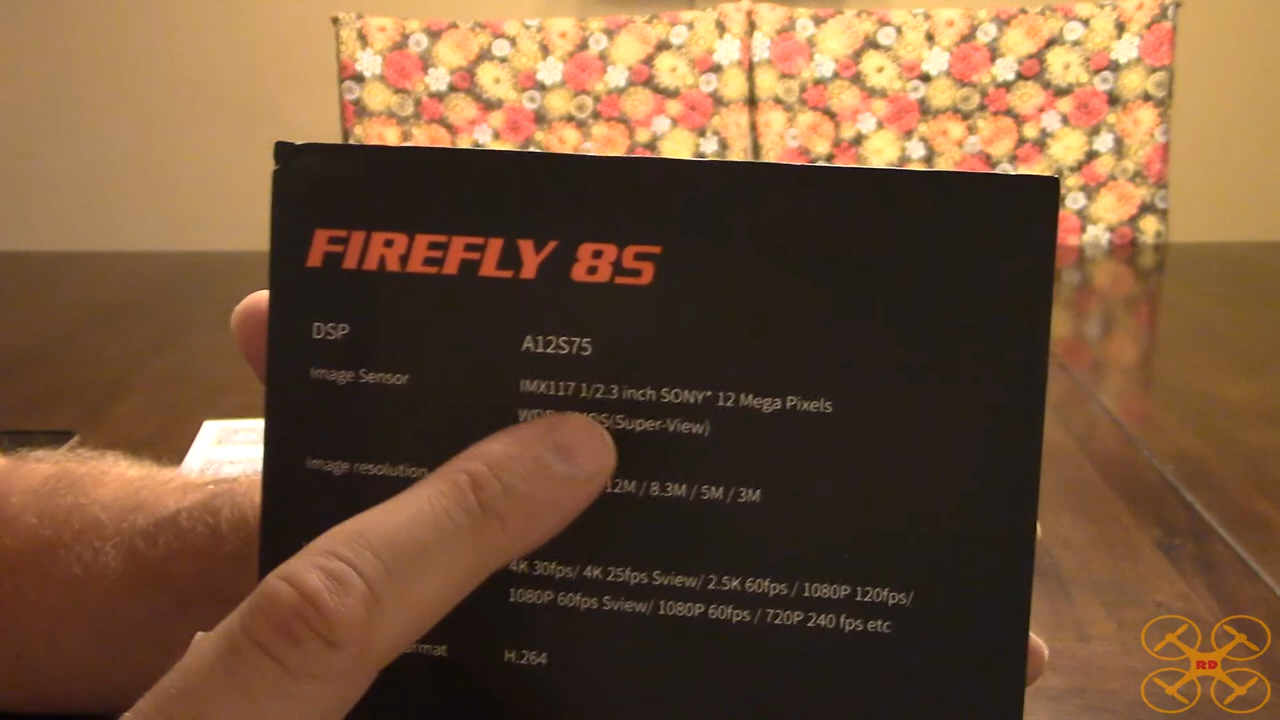 FIREFLY 8S
DSP A12S75
Image Sensor IMX117 1/2.3 inch SONY* 12 Mega Pixels
(Super-View)
Image resolution 12M / 8.3M / 5M / 3M
4K 30fps/ 4K 25fps Sview/ 2.5K 60fps / 1080P 120fps/
1080P 60fps Sview/ 1080P 60fps / 720P 240 fps etc
H.264
RD